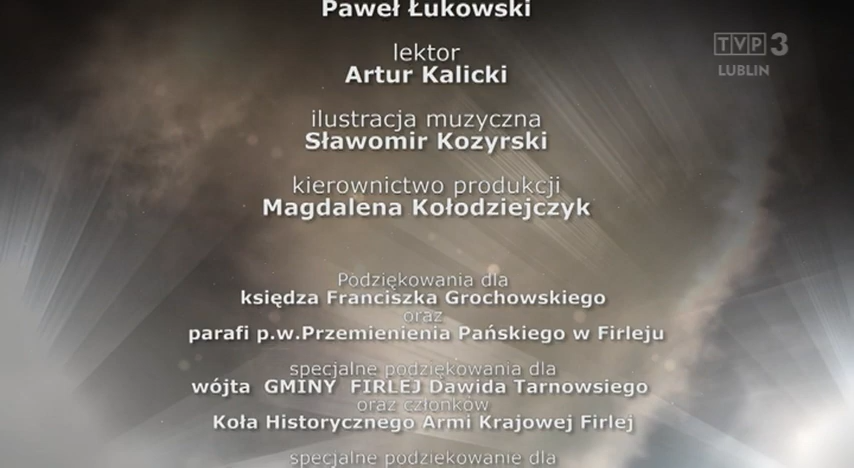 Paweł Łukowski
TVP3
LUBLIN
lektor
Artur Kalicki
ilustracja muzyczna
Sławomir Kozyrski
kierownictwo produkcji
Magdalena Kołodziejczyk
Podziękowania dla
księdza Franciszka Grochowskiego
oraz
parafi p.w.Przemienienia Pańskiego w Firleju
specjalne podziękowania dla
wójta GMINY FIRLEJ Dawida Tarnowsiego
oraz członków
Koła Historycznego Armi Krajowej Firlej
specjalne podziękowanie dla